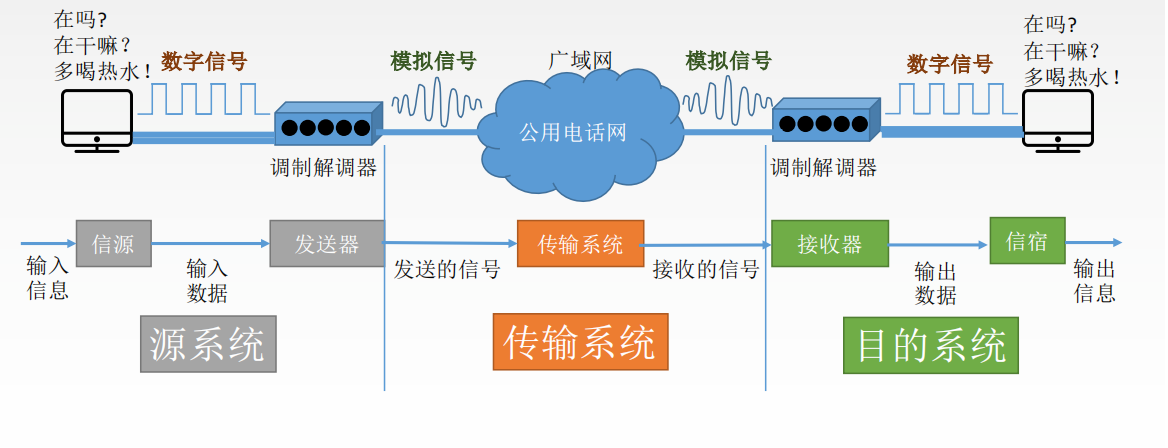 在吗?
在干嘛?
多喝热水!
数字信号
模拟信号
广域网
模拟信号
数字信号
在吗?
在干嘛?
多喝热水!
公用电话网
调制解调器
调制解调器
信源
发送器
传输系统
接收器
信宿
输入
信息
输入
数据
发送的信号
接收的信号
输出
数据
输出
信息
源系统
传输系统
目的系统